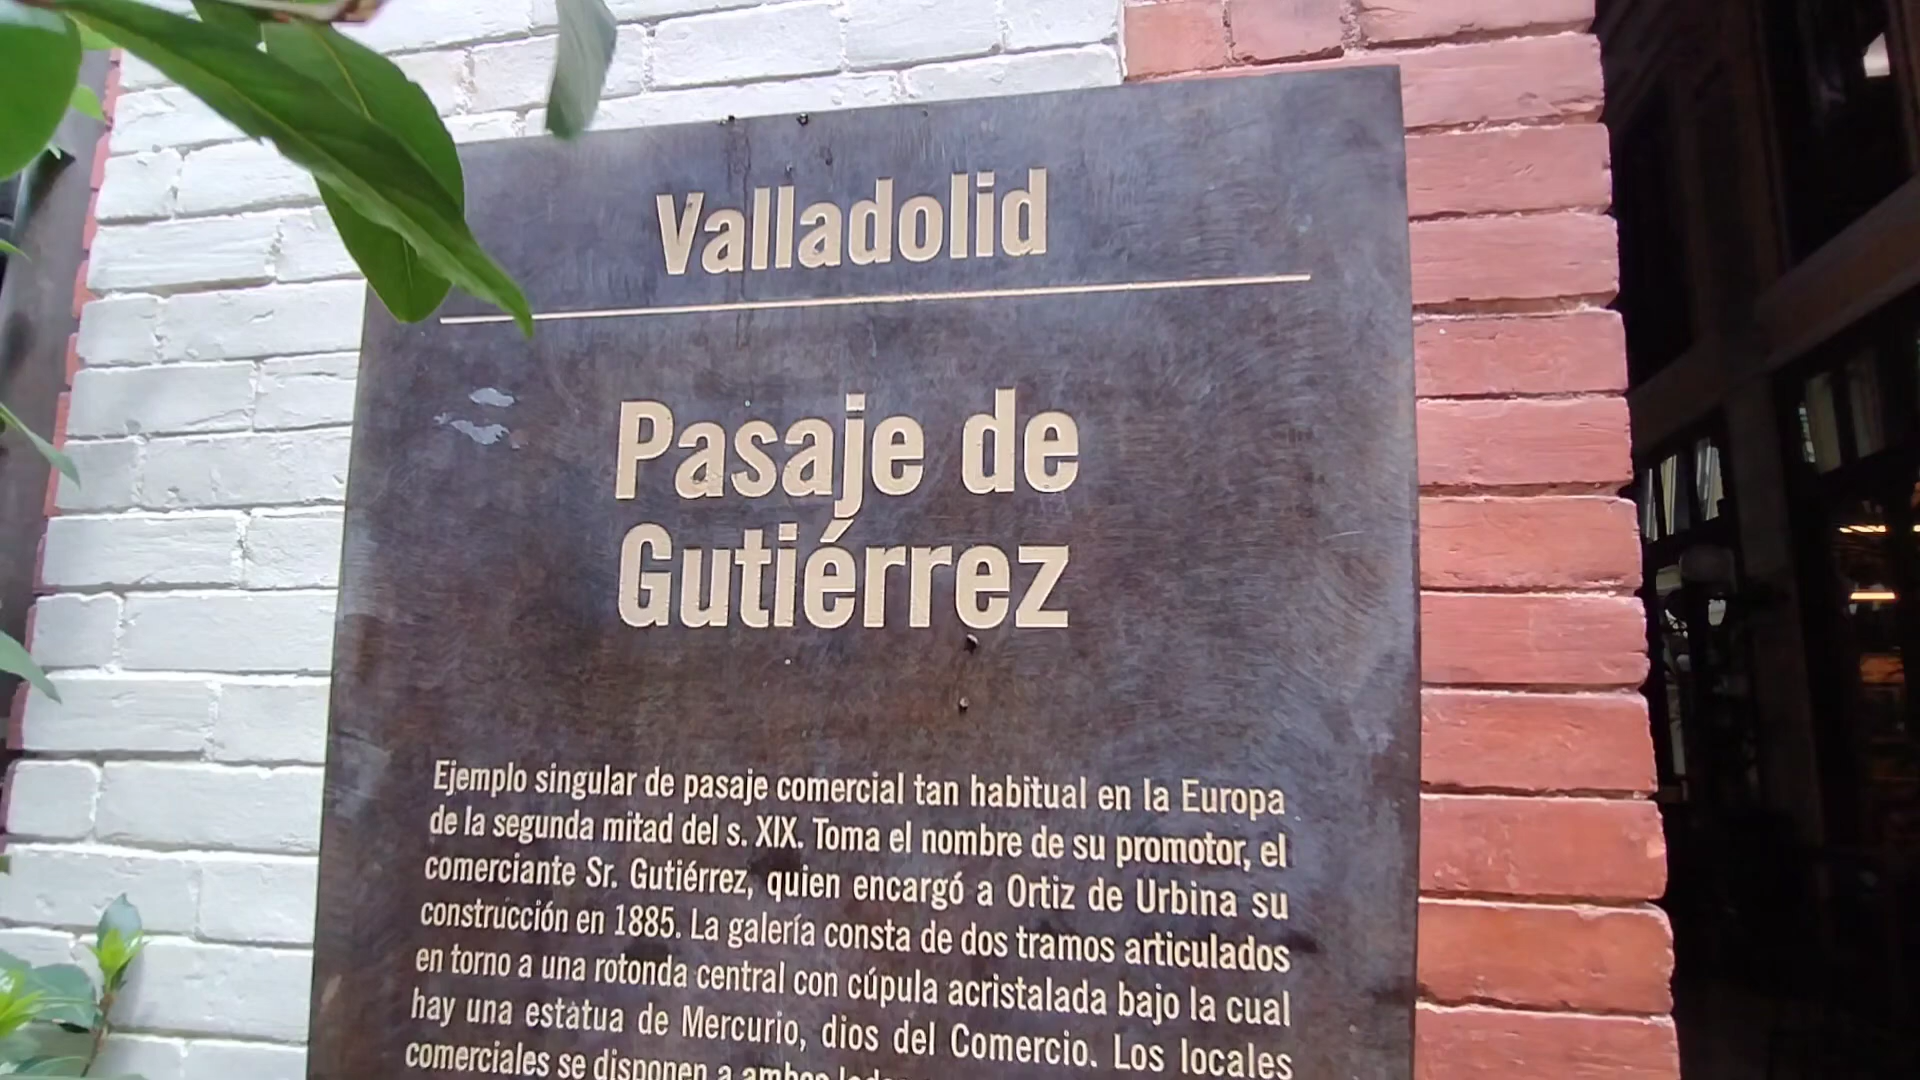 Valladolid
Pasaje de
Gutiérrez
Ejemplo singular de pasaje comercial tan habitual en la Europa
de la segunda mitad del s. XIX. Toma el nombre de su promotor, el
comerciante Sr. Gutiérrez, quien encargó a Ortiz de Urbina su
construcción en 1885. La galería consta de dos tramos articulados
en torno a una rotonda central con cúpula acristalada bajo la cual
hay una estatua de Mercurio, dios del Comercio. Los locales
comerciales se disponen a ambos